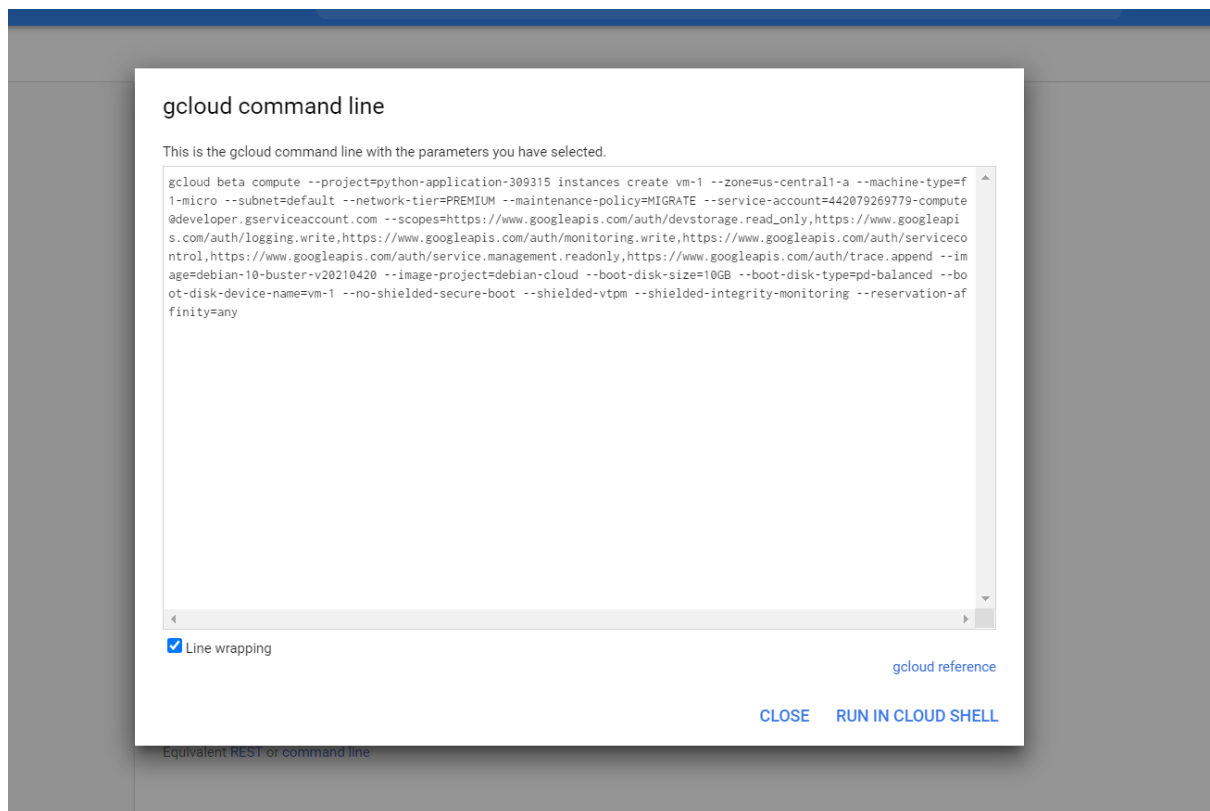 gcloud command line
This is the gcloud command line with the parameters you have selected.
gcloud beta compute --project=python-application-309315 instances create vm-1 --zone=us-central1-a --machine-type=f
1-micro --subnet=default --network-tier=PREMIUM --maintenance-policy=MIGRATE --service-account=442079269779-compute
@developer.gserviceaccount.com --scopes=https://www.googleapis.com/auth/devstorage.read_only,https://www.googleapi
s.com/auth/logging.write,https://www.googleapis.com/auth/monitoring.write,https://www.googleapis.com/auth/serviceco
ntrol,https://www.googleapis.com/auth/service.management.readonly,https://www.googleapis.com/auth/trace.append --im
age=debian-10-buster-v20210420 --image-project=debian-cloud --boot-disk-size=10GB --boot-disk-type=pd-balanced --bo
ot-disk-device-name=vm-1 --no-shielded-secure-boot --shielded-vtpm --shielded-integrity-monitoring --reservation-af
finity=any
Line wrapping
gcloud reference
CLOSE RUN IN CLOUD SHELL
Equivalent REST or command line